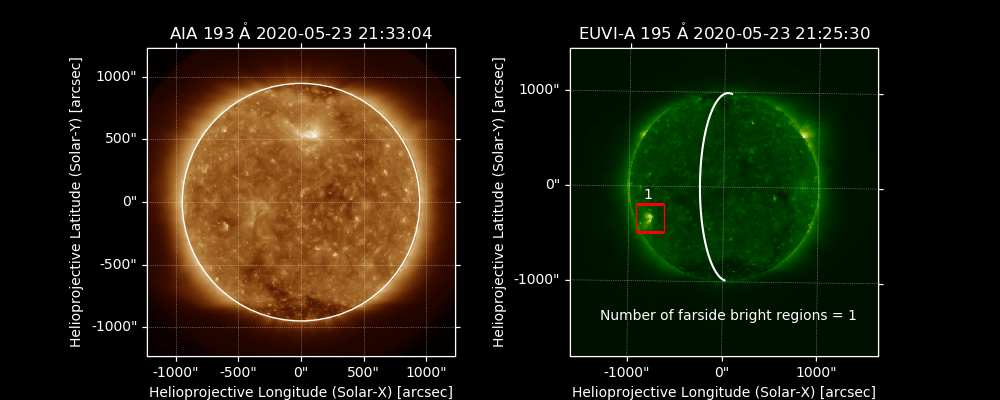 AIA 193 Å 2020-05-23 21:33:04
1000"
500"
0"
-500"
-1000"
-1000"
-500"
0"
500"
1000"
Helioprojective Longitude (Solar-X) [arcsec]
Helioprojective Latitude (Solar-Y) [arcsec]
EUVI-A 195 Å 2020-05-23 21:25:30
1000"
0"
-1000"
1
Number of farside bright regions = 1
-1000"
0"
1000"
Helioprojective Longitude (Solar-X) [arcsec]
Helioprojective Latitude (Solar-Y) [arcsec]